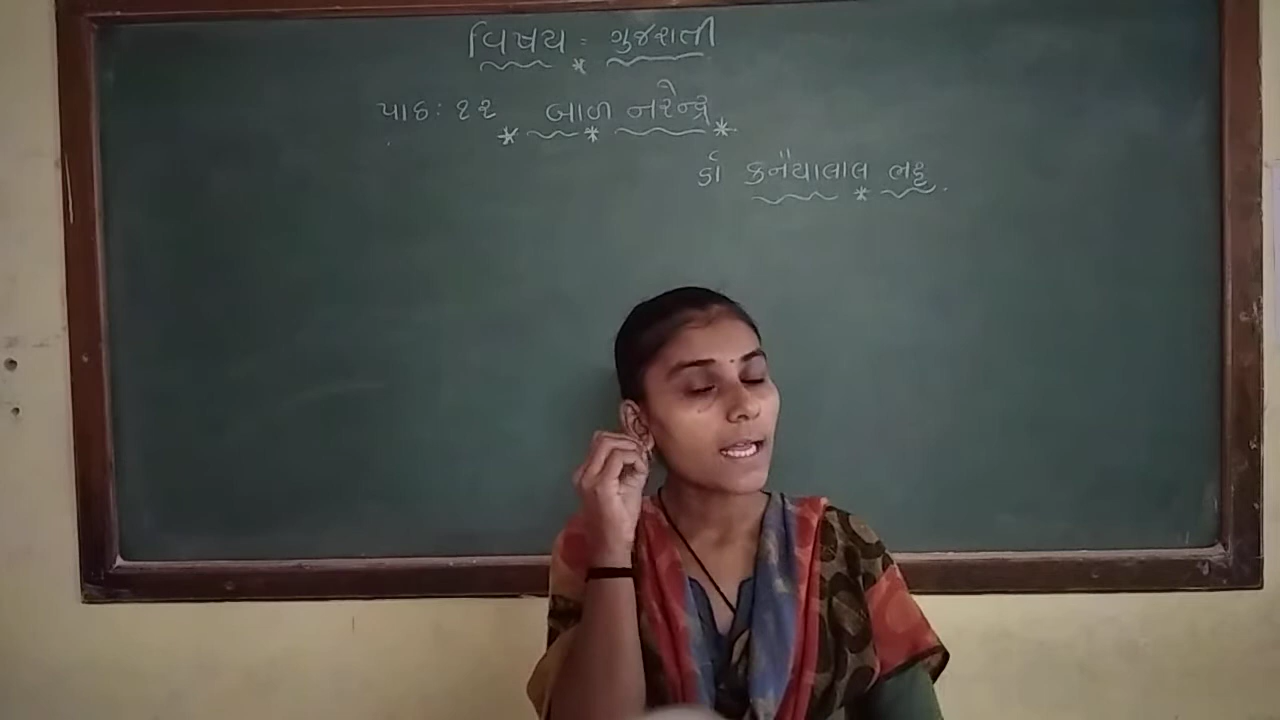 વિષય : ગુજરાતી
પાઠ: ૧૨ બાળ નરેન્દ્ર
ડૉ કનૈયાલાલ ભટ્ટ.